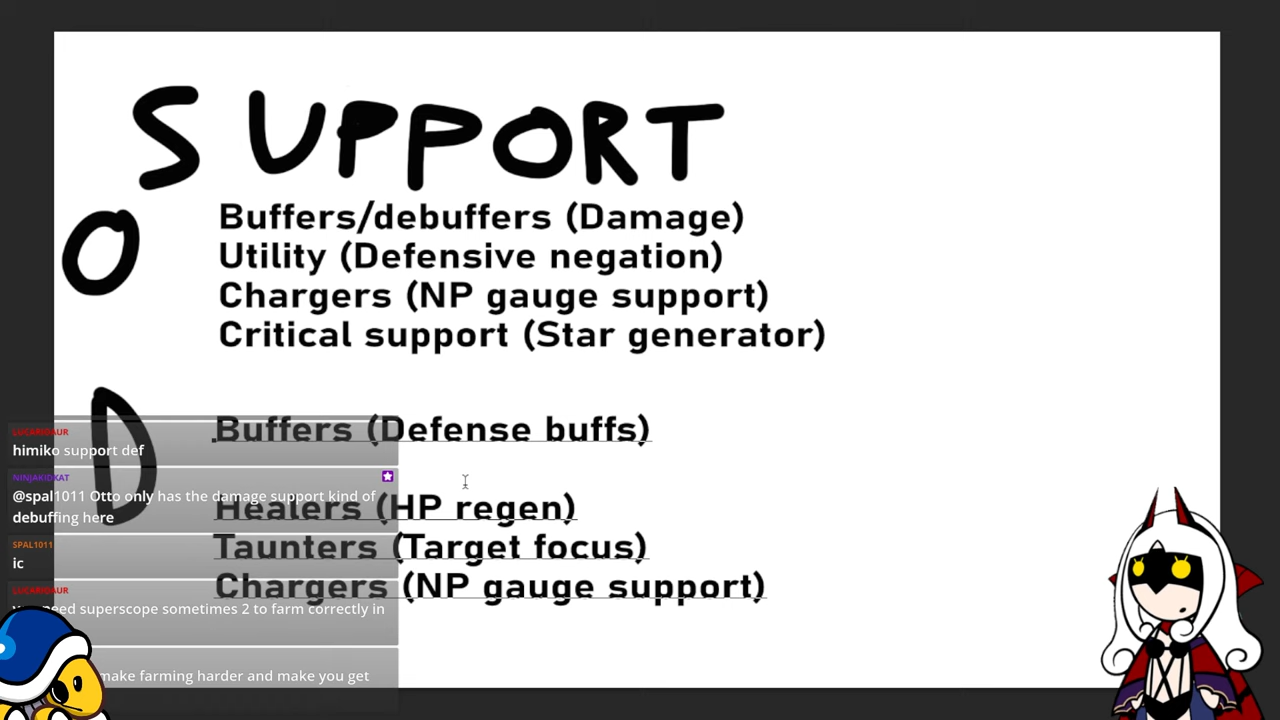 SUPPORT
O
Buffers/debuffers (Damage)
Utility (Defensive negation)
Chargers (NP gauge support)
Critical support (Star generator)
D
Buffers (Defense buffs)
Healers (HP regen)
Taunters (Target focus)
Chargers (NP gauge support)
himiko support def
NINJARIDKAT
@spal1011 Otto only has the damage support kind of
debuffing here
SPAL1011
ic
need superscope sometimes 2 to farm correctly in
make farming harder and make you get